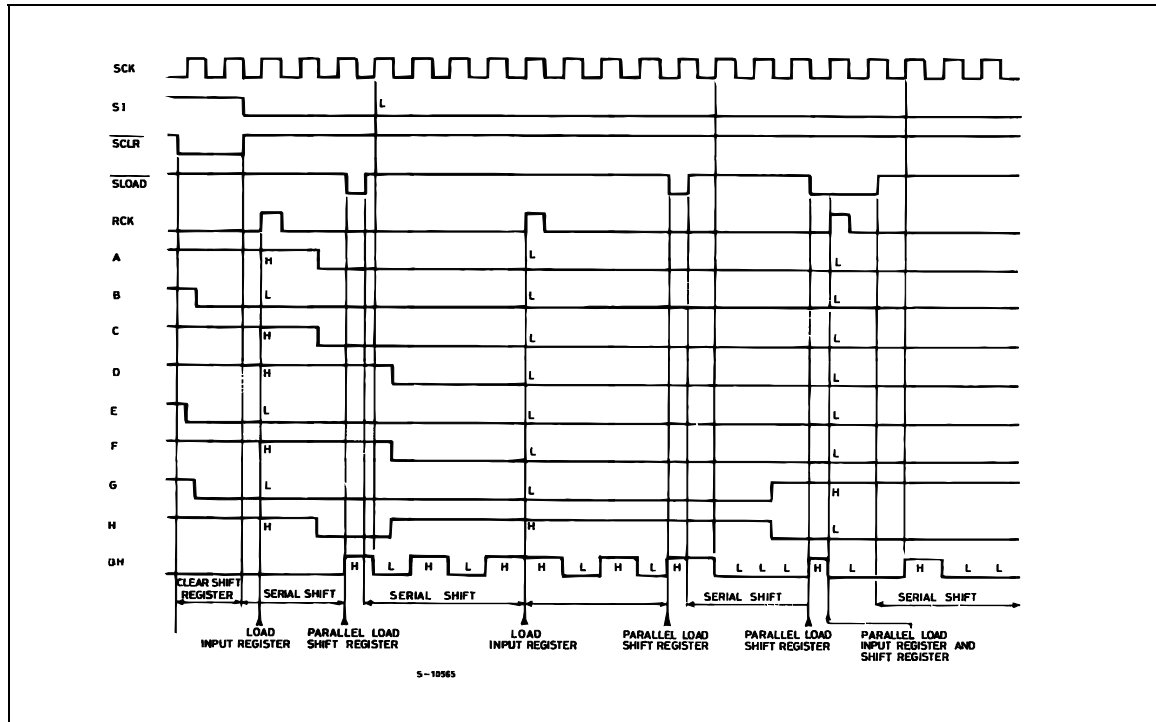 SCK
SI L
SCLR
SLOAD
RCK
A H L L
B L L L
C H L L
D H L L
E L L L
F H L L
G L L H
H H H L
QH H L H L H H L H L H L L L H L H L L
CLEAR SHIFT
REGISTER
SERIAL SHIFT
SERIAL SHIFT
SERIAL SHIFT
SERIAL SHIFT
LOAD
INPUT REGISTER
PARALLEL LOAD
SHIFT REGISTER
LOAD
INPUT REGISTER
PARALLEL LOAD
SHIFT REGISTER
PARALLEL LOAD
SHIFT REGISTER
PARALLEL LOAD
INPUT REGISTER AND
SHIFT REGISTER
S-10565